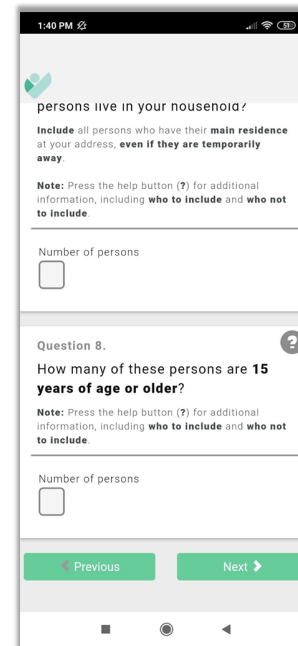 1:40 PM
51
persons live in your household?
Include all persons who have their main residence
at your address, even if they are temporarily
away.
Note: Press the help button (?) for additional
information, including who to include and who not
to include.
Number of persons
?
Question 8.
How many of these persons are 15
years of age or older?
Note: Press the help button (?) for additional
information, including who to include and who not
to include.
Number of persons
Previous
Next